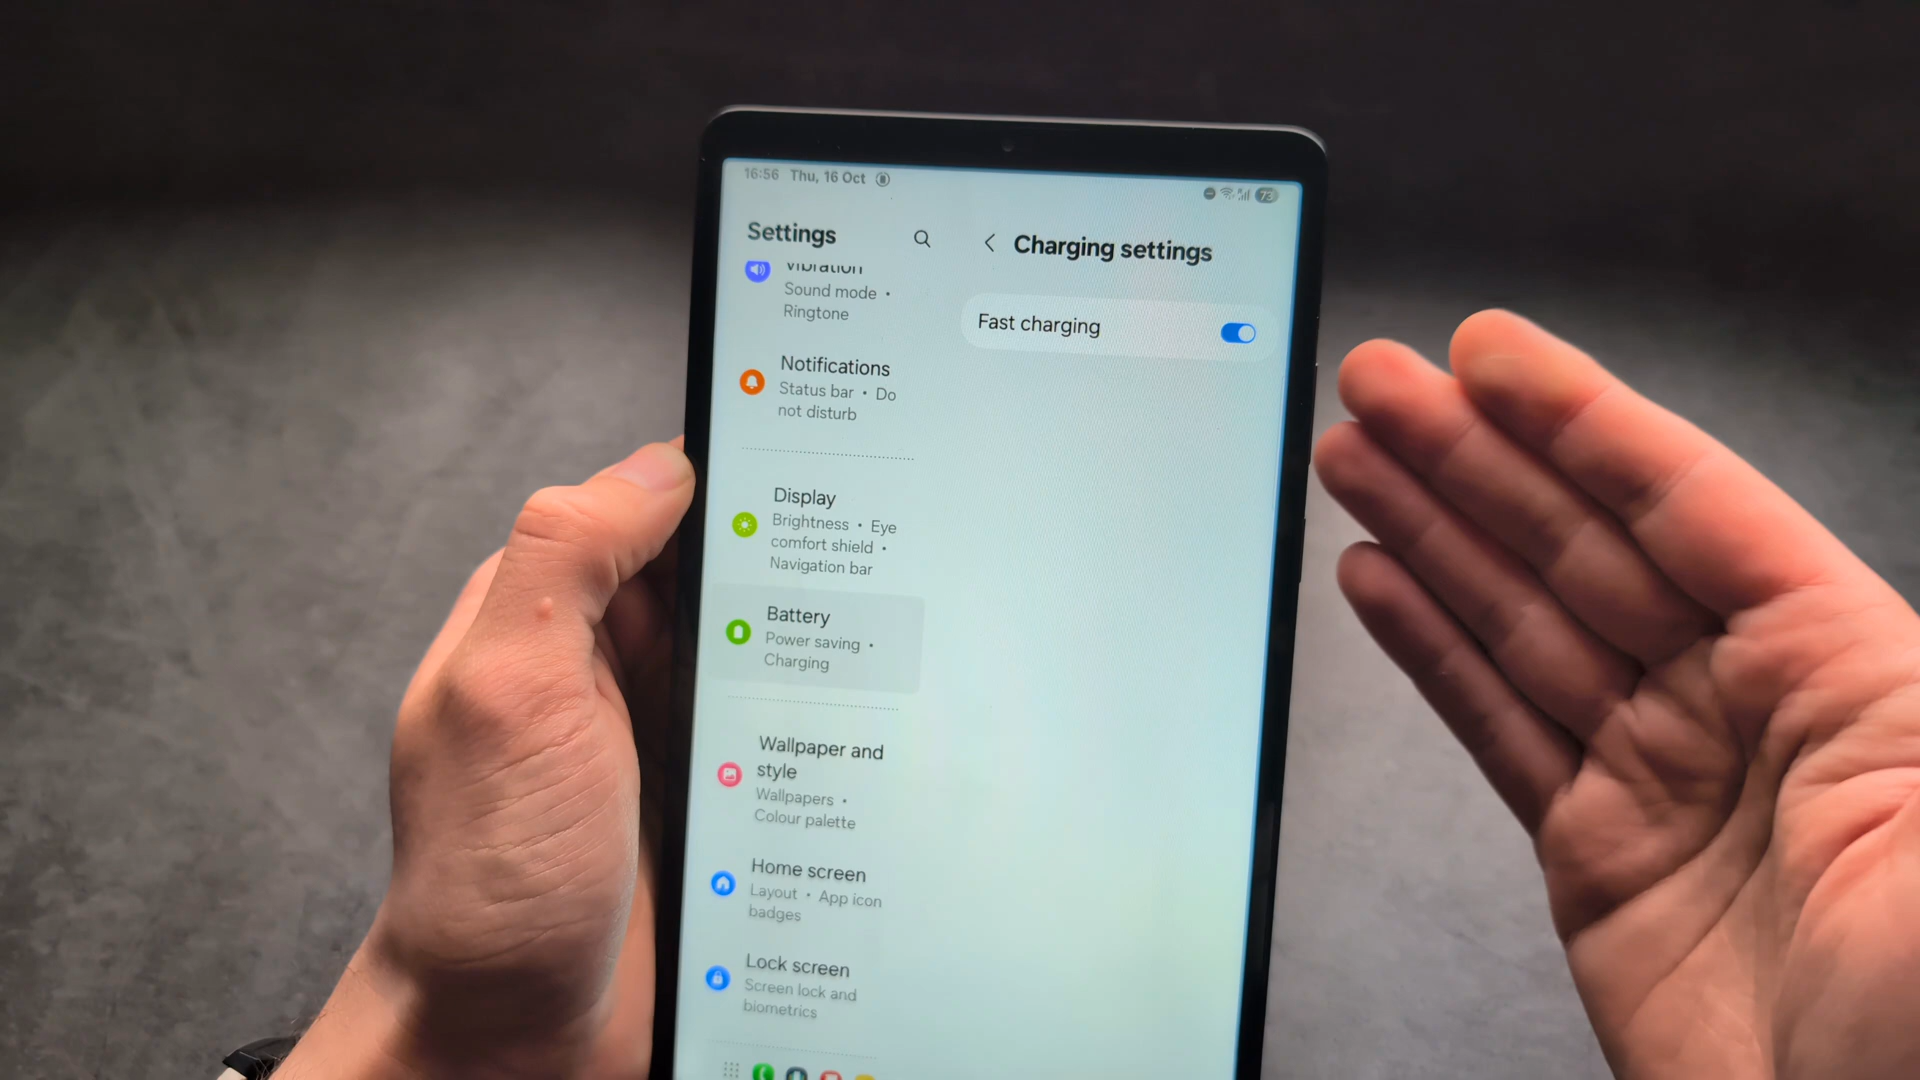 16:56 Thu, 16 Oct
73
Settings
Charging settings
Vibration
Sound mode •
Ringtone
Fast charging
Notifications
Status bar • Do
not disturb
Display
Brightness • Eye
comfort shield •
Navigation bar
Battery
Power saving •
Charging
Wallpaper and
style
Wallpapers •
Colour palette
Home screen
Layout • App icon
badges
Lock screen
Screen lock and
biometrics